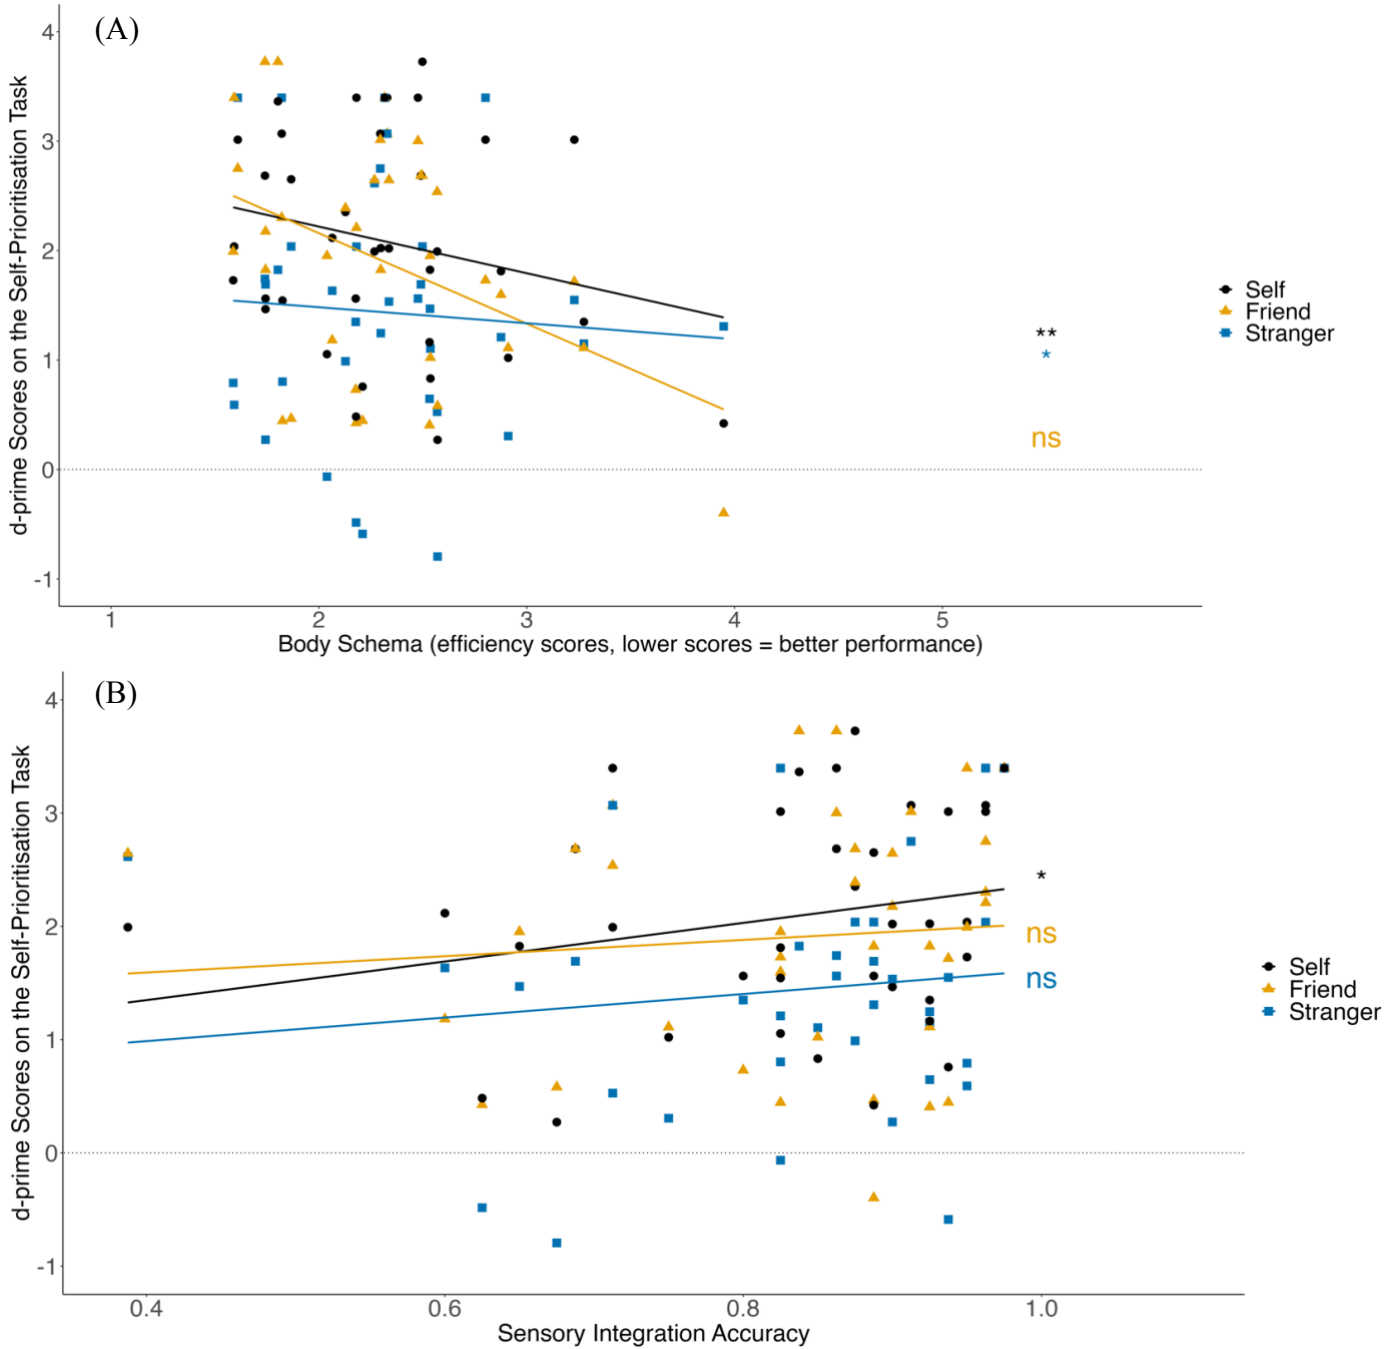 (A)
4
3
2
1
0
-1
d-prime Scores on the Self-Prioritisation Task
1 2 3 4 5
Body Schema (efficiency scores, lower scores = better performance)
**
*
ns
Self
Friend
Stranger
(B)
4
3
2
1
0
-1
d-prime Scores on the Self-Prioritisation Task
0.4 0.6 0.8 1.0
Sensory Integration Accuracy
*
ns
ns
Self
Friend
Stranger